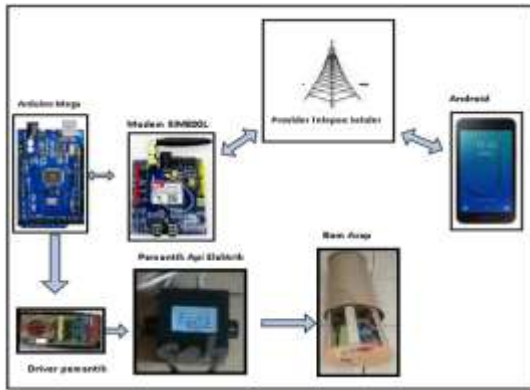 Arduino Mega
Modem SIM800L
Provider Telepon Seluler
Android
Pemantik Api Elektrik
Bom Asap
Driver pemantik